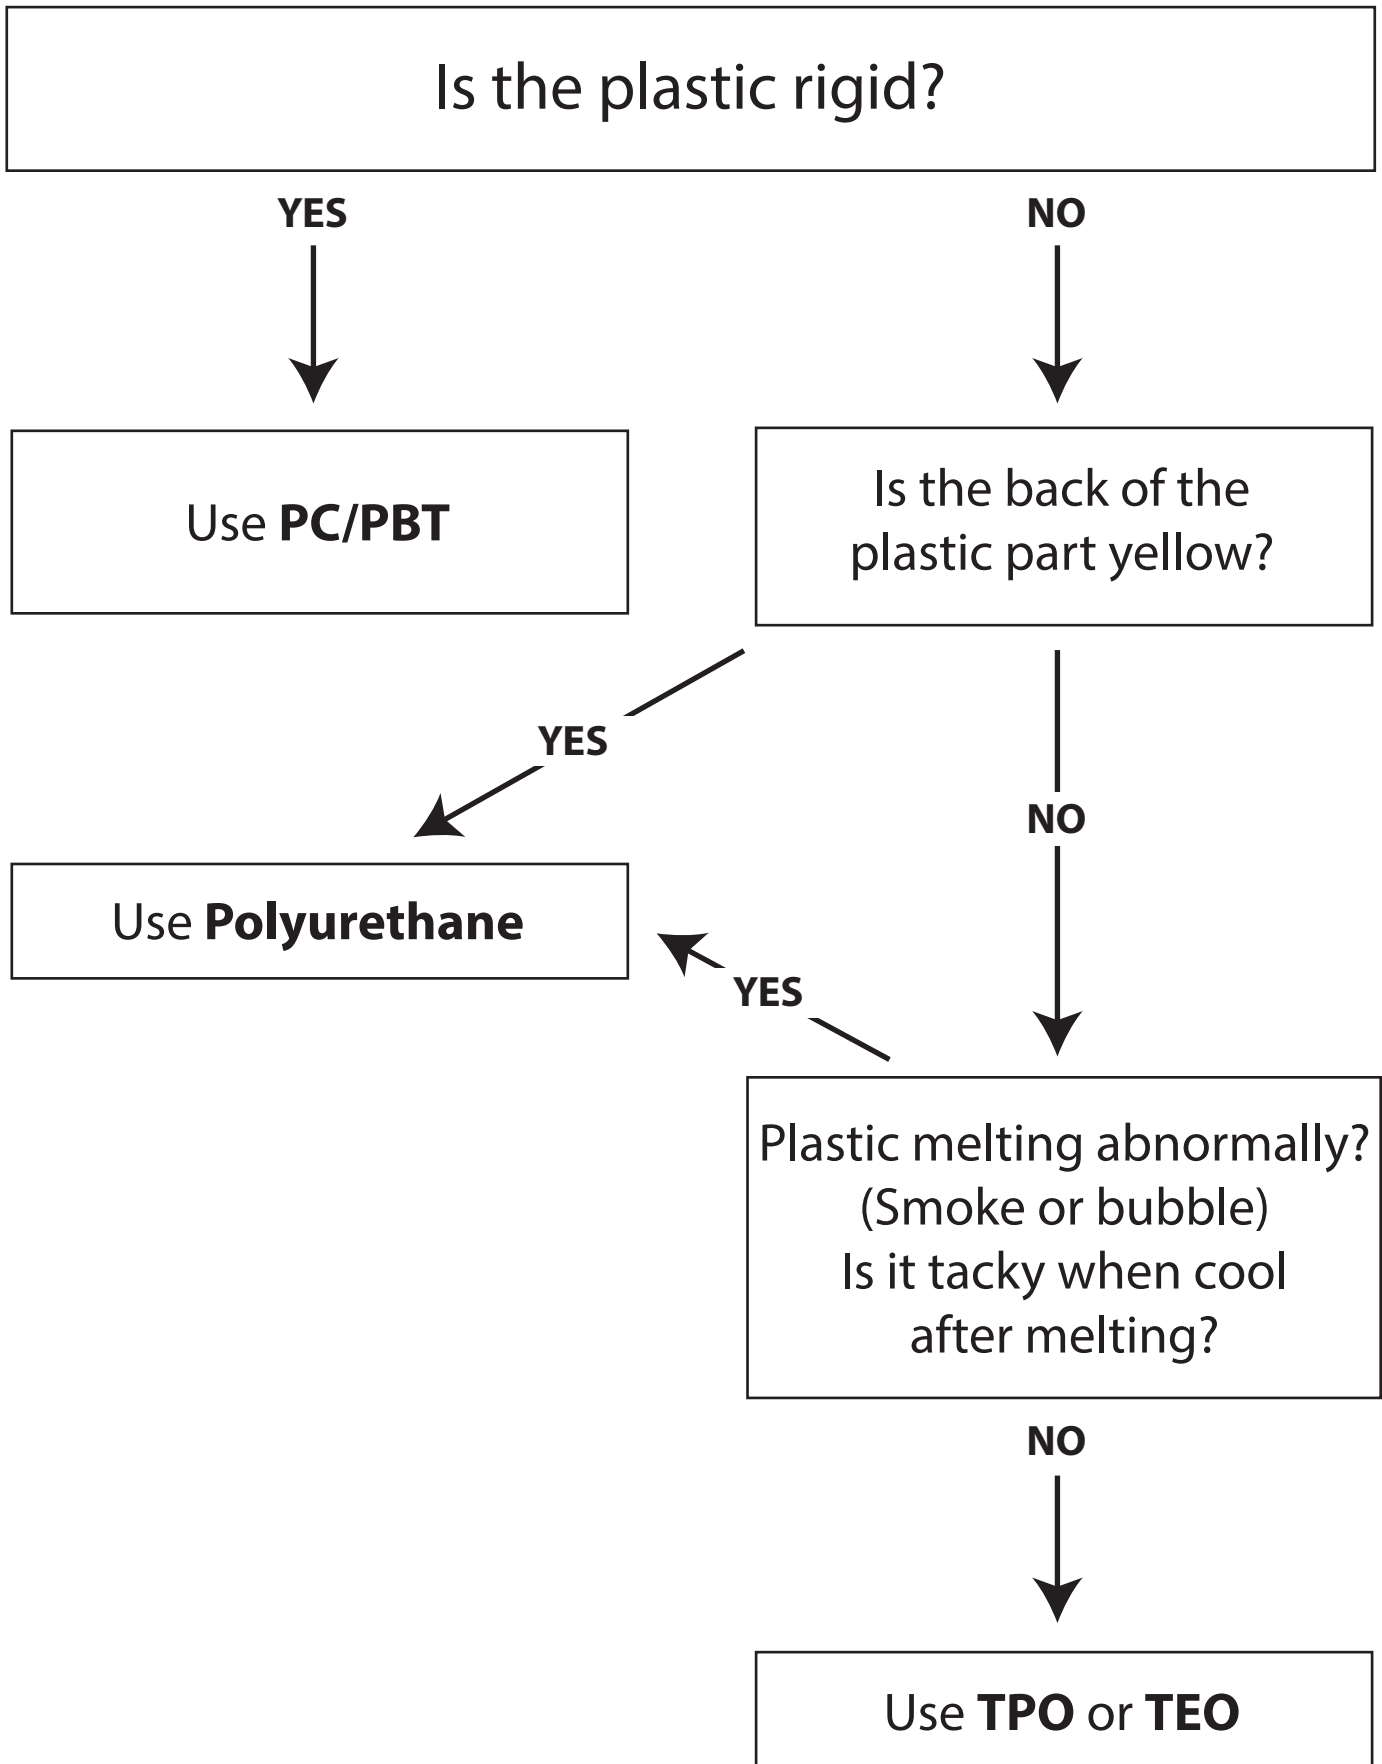 Is the plastic rigid?
YES
NO
Use PC/PBT
Is the back of the
plastic part yellow?
YES
NO
Use Polyurethane
YES
Plastic melting abnormally?
(Smoke or bubble)
Is it tacky when cool
after melting?
NO
Use TPO or TEO